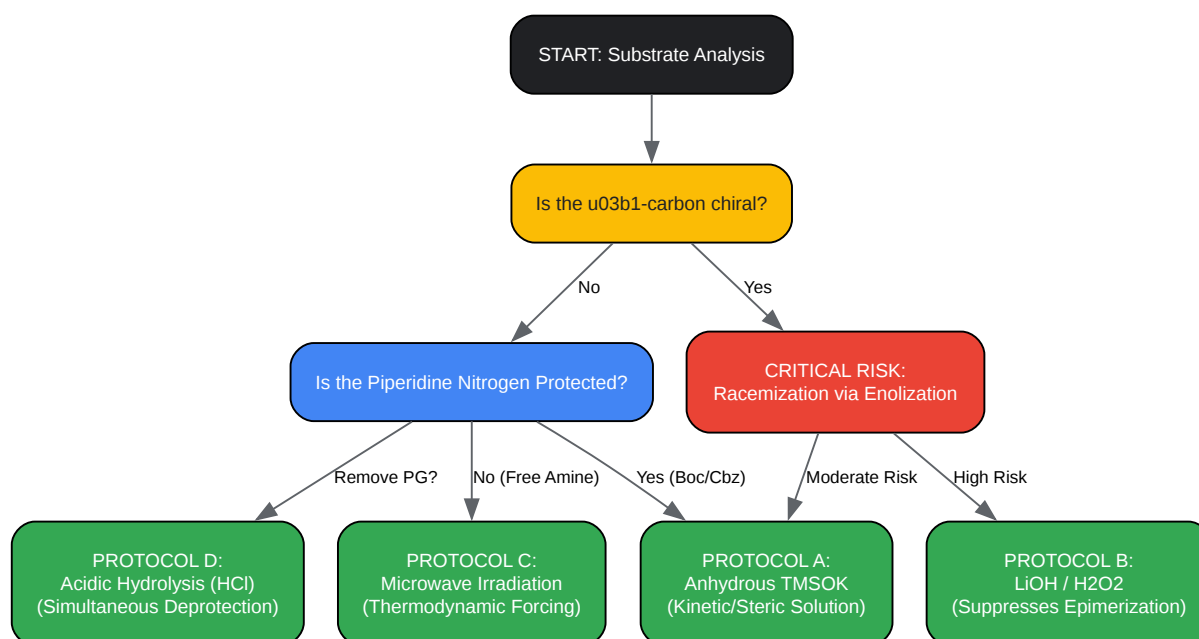 START: Substrate Analysis
Is the u03b1-carbon chiral?
No
Yes
Is the Piperidine Nitrogen Protected?
CRITICAL RISK:
Racemization via Enolization
Remove PG?
No (Free Amine)
Yes (Boc/Cbz)
Moderate Risk
High Risk
PROTOCOL D:
Acidic Hydrolysis (HCl)
(Simultaneous Deprotection)
PROTOCOL C:
Microwave Irradiation
(Thermodynamic Forcing)
PROTOCOL A:
Anhydrous TMSOK
(Kinetic/Steric Solution)
PROTOCOL B:
LiOH / H2O2
(Suppresses Epimerization)